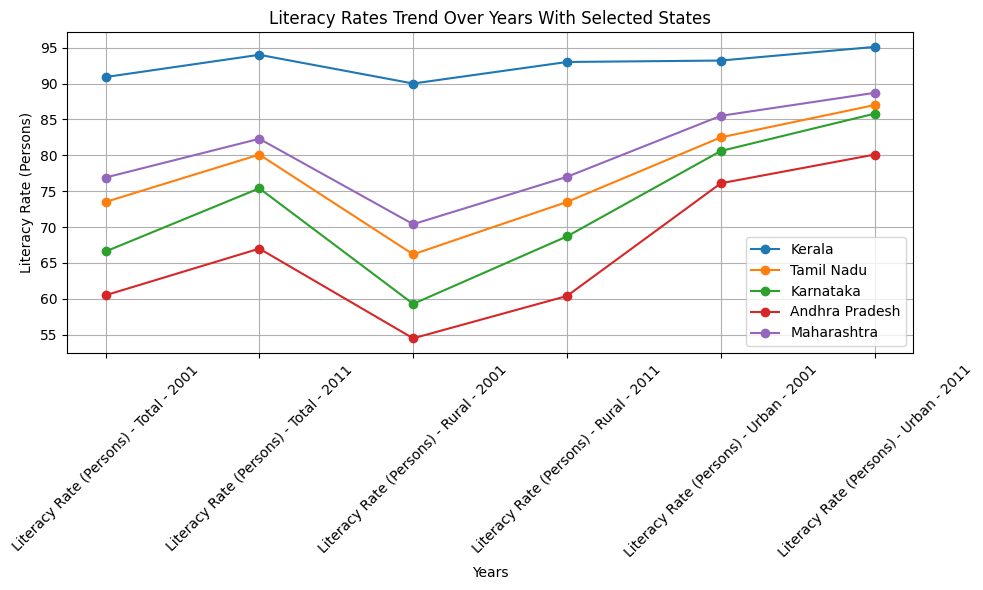 Literacy Rates Trend Over Years With Selected States
Literacy Rate (Persons)
95
90
85
80
75
70
65
60
55
Kerala
Tamil Nadu
Karnataka
Andhra Pradesh
Maharashtra
Literacy Rate (Persons) - Total - 2001
Literacy Rate (Persons) - Total - 2011
Literacy Rate (Persons) - Rural - 2001
Literacy Rate (Persons) - Rural - 2011
Literacy Rate (Persons) - Urban - 2001
Literacy Rate (Persons) - Urban - 2011
Years